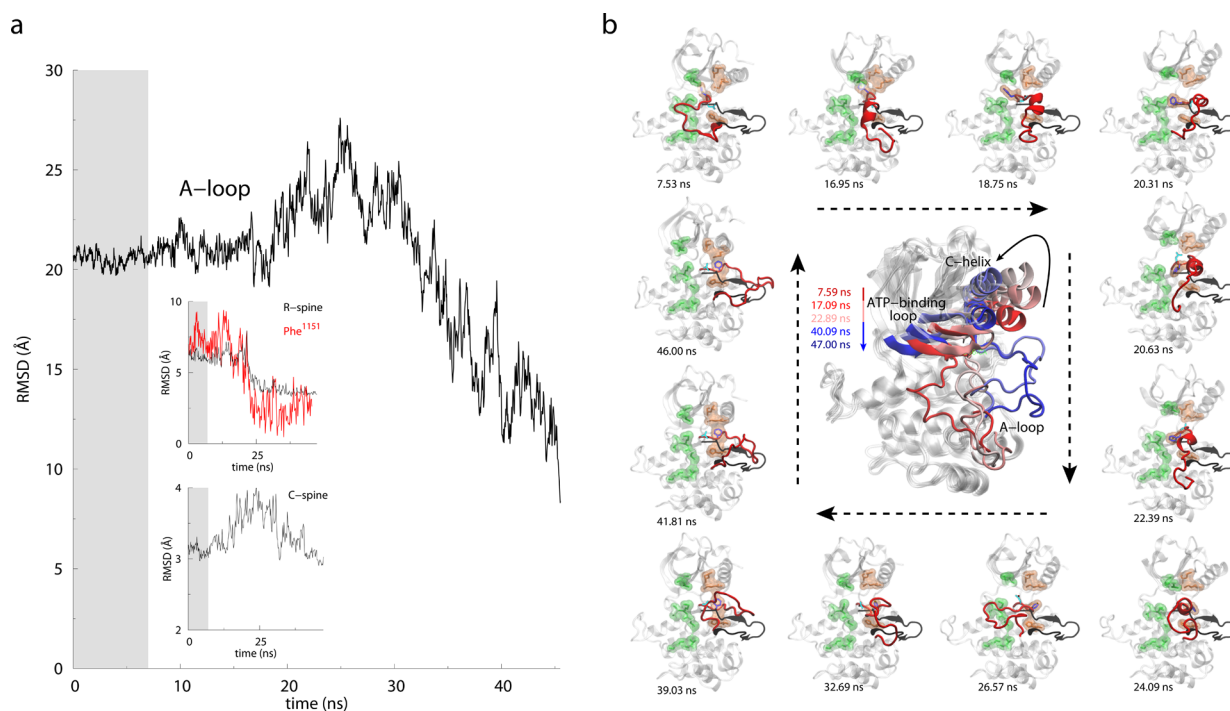 a
30
25
20
15
10
5
0
RMSD (Å)
A−loop
10
5
0
RMSD (Å)
R−spine
Phe1151
25
time (ns)
4
3
2
RMSD (Å)
C−spine
0
25
time (ns)
0
10
20
30
40
time (ns)
b
7.53 ns
16.95 ns
18.75 ns
20.31 ns
46.00 ns
20.63 ns
41.81 ns
22.39 ns
39.03 ns
32.69 ns
26.57 ns
24.09 ns
C−helix
7.59 ns
17.09 ns
22.89 ns
40.09 ns
47.00 ns
ATP−binding
loop
A−loop